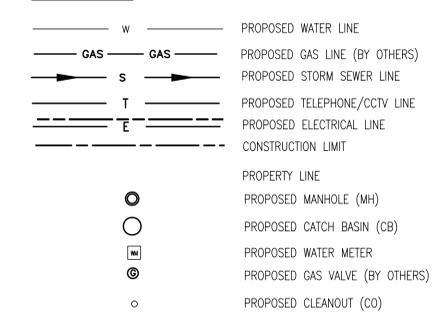 W PROPOSED WATER LINE
GAS GAS PROPOSED GAS LINE (BY OTHERS)
S PROPOSED STORM SEWER LINE
T PROPOSED TELEPHONE/CCTV LINE
E PROPOSED ELECTRICAL LINE
CONSTRUCTION LIMIT
PROPERTY LINE
PROPOSED MANHOLE (MH)
PROPOSED CATCH BASIN (CB)
WM PROPOSED WATER METER
G PROPOSED GAS VALVE (BY OTHERS)
PROPOSED CLEANOUT (CO)